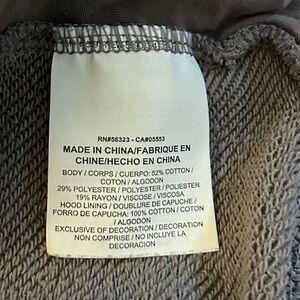 RN#56323 - CA#05553
MADE IN CHINA/FABRIQUE EN
CHINE/HECHO EN CHINA
BODY / CORPS / CUERPO: 52% COTTON /
COTON / ALGODON
29% POLYESTER / POLYESTER / POLIESTER
19% RAYON / VISCOSE / VISCOSA
HOOD LINING / DOUBLURE DE CAPUCHE /
FORRO DE CAPUCHA: 100% COTTON / COTON
/ ALGODON
EXCLUSIVE OF DECORATION / DECORATION
NON COMPRISE / NO INCLUYE LA
DECORACION